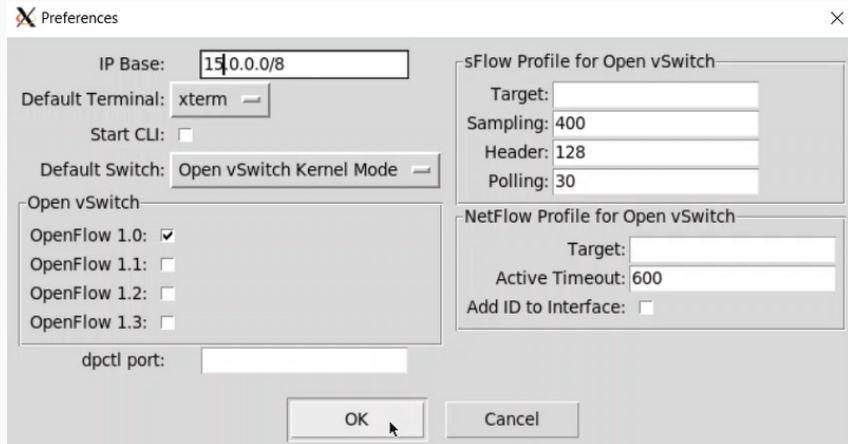 Preferences
IP Base: 15.0.0.0/8
Default Terminal: xterm
Start CLI:
Default Switch: Open vSwitch Kernel Mode
Open vSwitch
OpenFlow 1.0:
OpenFlow 1.1:
OpenFlow 1.2:
OpenFlow 1.3:
dpctl port:
sFlow Profile for Open vSwitch
Target:
Sampling: 400
Header: 128
Polling: 30
NetFlow Profile for Open vSwitch
Target:
Active Timeout: 600
Add ID to Interface:
OK Cancel